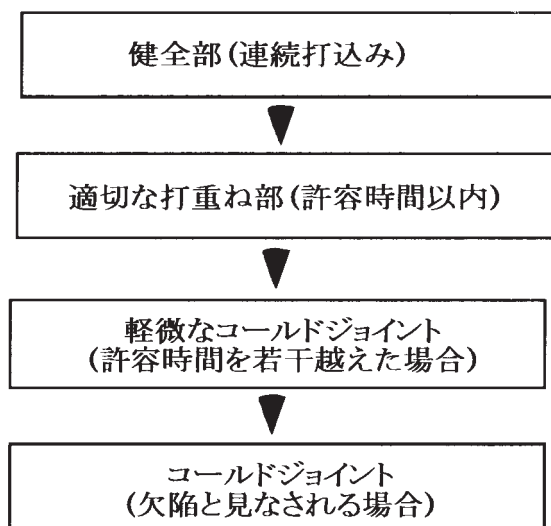 健全部(連続打込み)
適切な打重ね部(許容時間以内)
軽微なコールドジョイント
(許容時間を若干越えた場合)
コールドジョイント
(欠陥と見なされる場合)